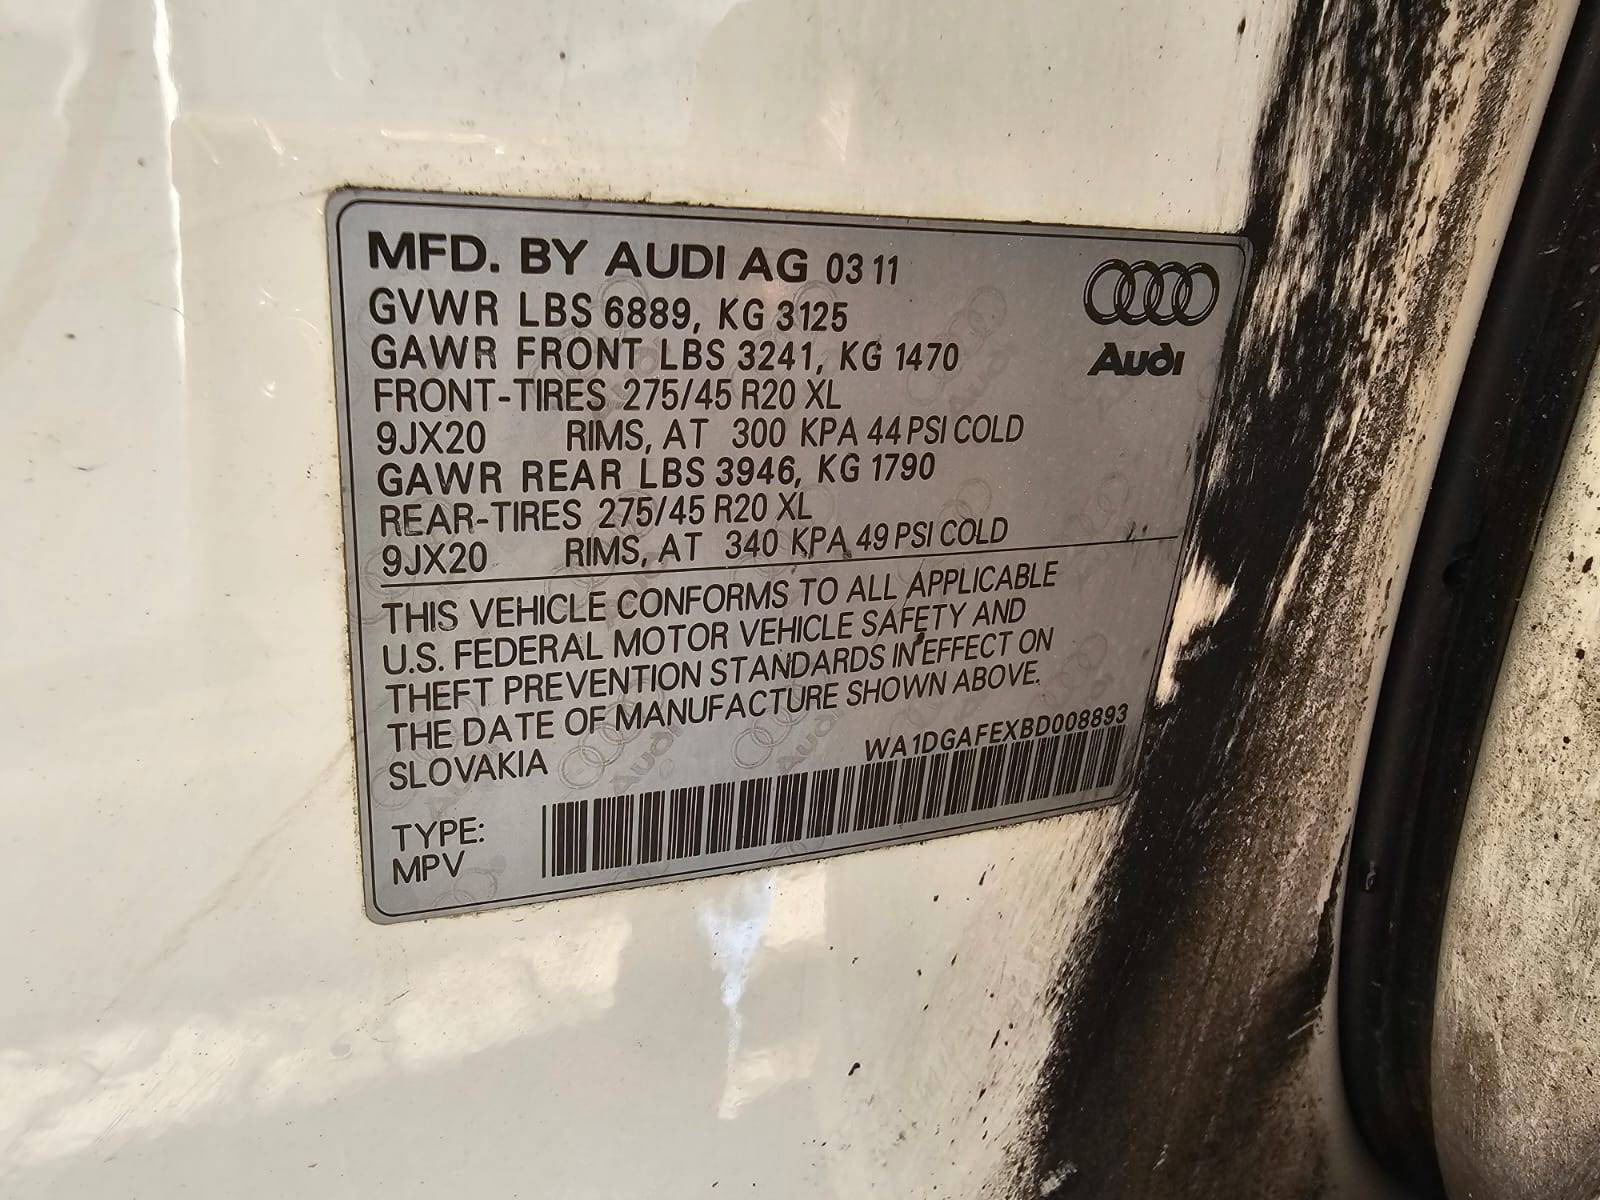 MFD. BY AUDI AG 03 11
GVWR LBS 6889, KG 3125
GAWR FRONT LBS 3241, KG 1470
FRONT-TIRES 275/45 R20 XL
9JX20 RIMS, AT 300 KPA 44 PSI COLD
GAWR REAR LBS 3946, KG 1790
REAR-TIRES 275/45 R20 XL
9JX20 RIMS, AT 340 KPA 49 PSI COLD
Audi
THIS VEHICLE CONFORMS TO ALL APPLICABLE
U.S. FEDERAL MOTOR VEHICLE SAFETY AND
THEFT PREVENTION STANDARDS IN EFFECT ON
THE DATE OF MANUFACTURE SHOWN ABOVE.
SLOVAKIA
WA1DGAFEXBD008893
TYPE:
MPV